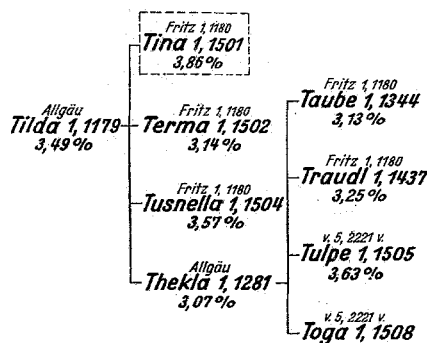 Fritz 1, 1180
Tina 1, 1501
3,86%
Allgäu
Tilda 1, 1179
3,49%
Fritz 1, 1180
Terma 1, 1502
3,14%
Fritz 1, 1180
Tusnella 1, 1504
3,57%
Allgäu
Thekla 1, 1281
3,07%
Fritz 1, 1180
Taube 1, 1344
3,13%
Fritz 1, 1180
Traudl 1, 1437
3,25%
v. 5, 2221 v.
Tulpe 1, 1505
3,63%
v. 5, 2221 v.
Toga 1, 1508